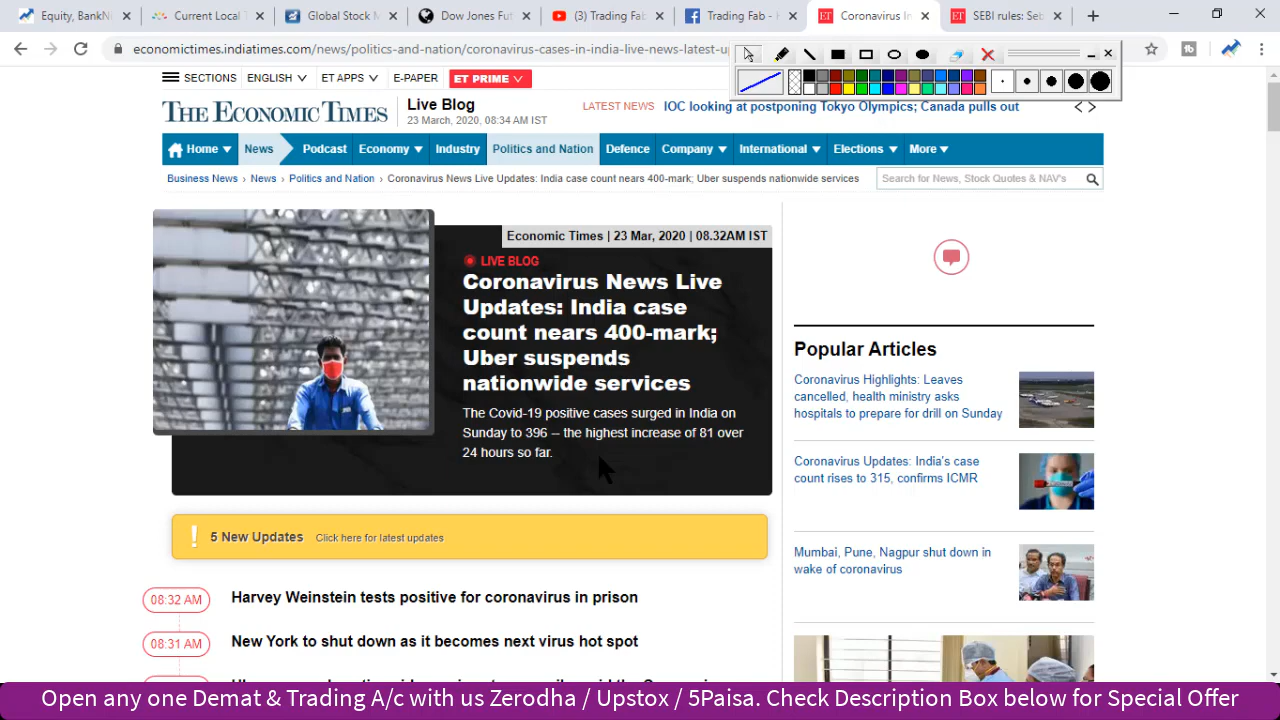 Equity, BankN
Current Local T
Global Stock M
Dow Jones Fut
(3) Trading Fab
Trading Fab - H
Coronavirus In
SEBI rules: Seb
economictimes.indiatimes.com/news/politics-and-nation/coronavirus-cases-in-india-live-news-latest-u
SECTIONS ENGLISH ET APPS E-PAPER ET PRIME
THE ECONOMIC TIMES
Live Blog
23 March, 2020, 08:34 AM IST
LATEST NEWS IOC looking at postponing Tokyo Olympics; Canada pulls out
Home News Podcast Economy Industry Politics and Nation Defence Company International Elections More
Business News › News › Politics and Nation › Coronavirus News Live Updates: India case count nears 400-mark; Uber suspends nationwide services
Search for News, Stock Quotes & NAV's
Economic Times | 23 Mar, 2020 | 08.32AM IST
LIVE BLOG
Coronavirus News Live
Updates: India case
count nears 400-mark;
Uber suspends
nationwide services
The Covid-19 positive cases surged in India on
Sunday to 396 -- the highest increase of 81 over
24 hours so far.
! 5 New Updates Click here for latest updates
08:32 AM Harvey Weinstein tests positive for coronavirus in prison
08:31 AM New York to shut down as it becomes next virus hot spot
Popular Articles
Coronavirus Highlights: Leaves
cancelled, health ministry asks
hospitals to prepare for drill on Sunday
Coronavirus Updates: India's case
count rises to 315, confirms ICMR
Mumbai, Pune, Nagpur shut down in
wake of coronavirus
Open any one Demat & Trading A/c with us Zerodha / Upstox / 5Paisa. Check Description Box below for Special Offer